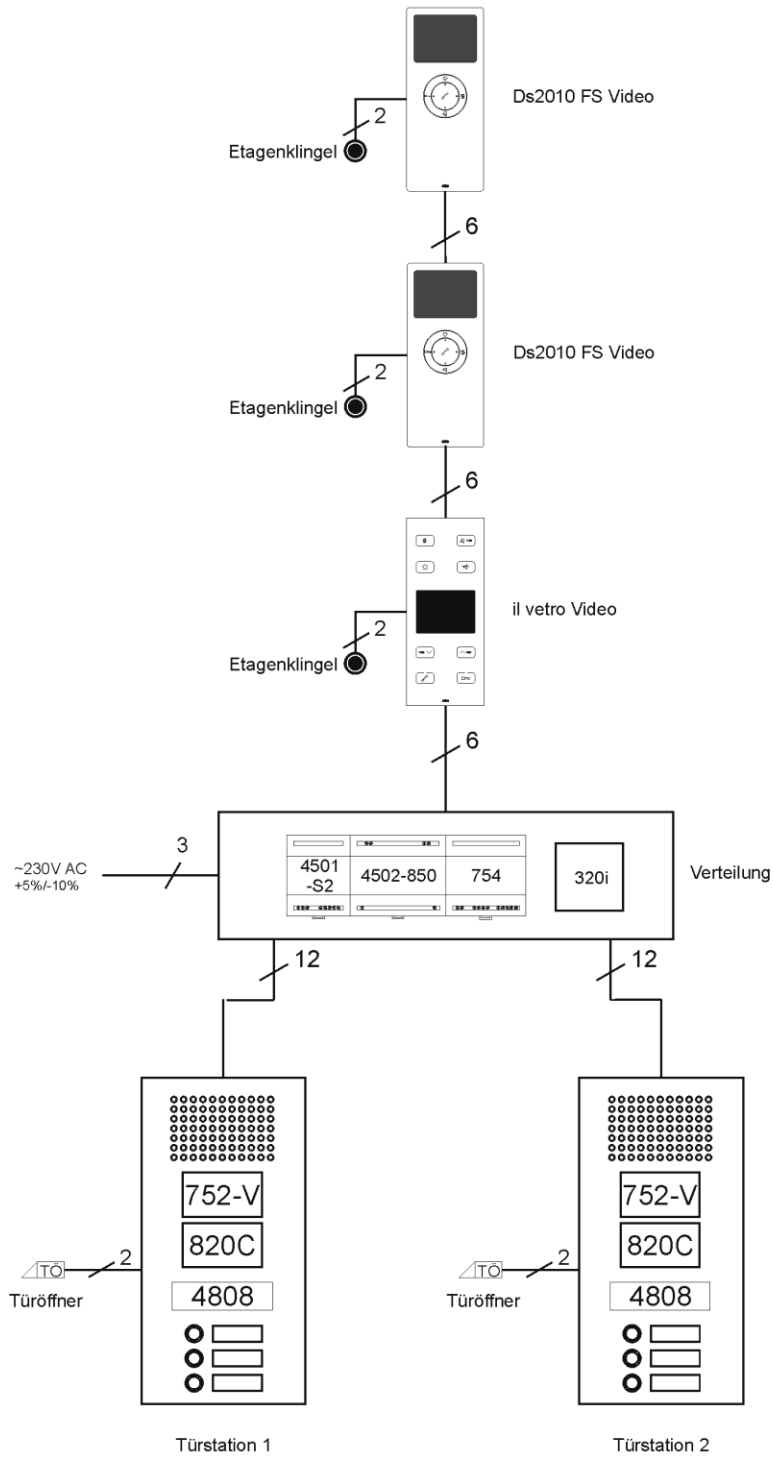 Ds2010 FS Video
2
Etagenklingel
6
Ds2010 FS Video
2
Etagenklingel
6
il vetro Video
2
Etagenklingel
6
~230V AC
+5%/-10%
3
4501
-S2
4502-850
754
320i
Verteilung
12
12
752-V
752-V
820C
820C
TÖ
2
Türöffner
TÖ
2
Türöffner
4808
4808
Türstation 1
Türstation 2